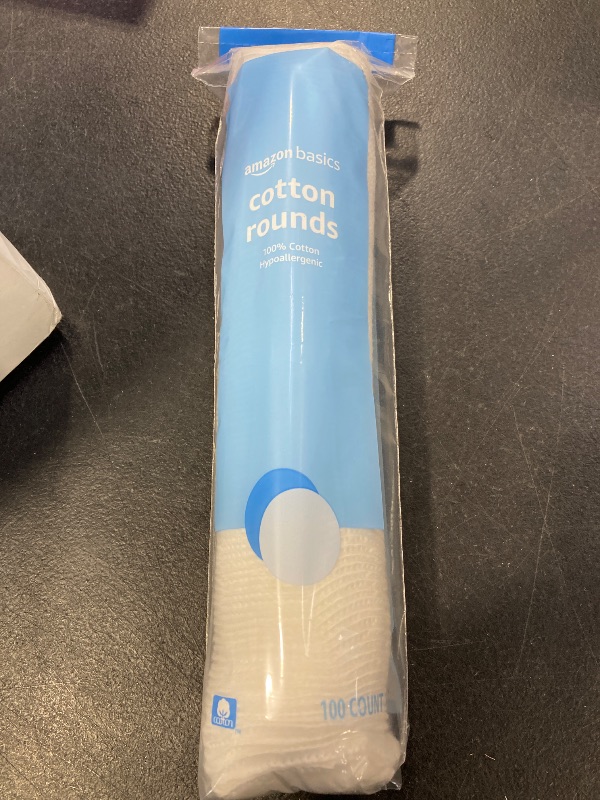 amazon basics
cotton
rounds
100% Cotton
Hypoallergenic
100 COUNT